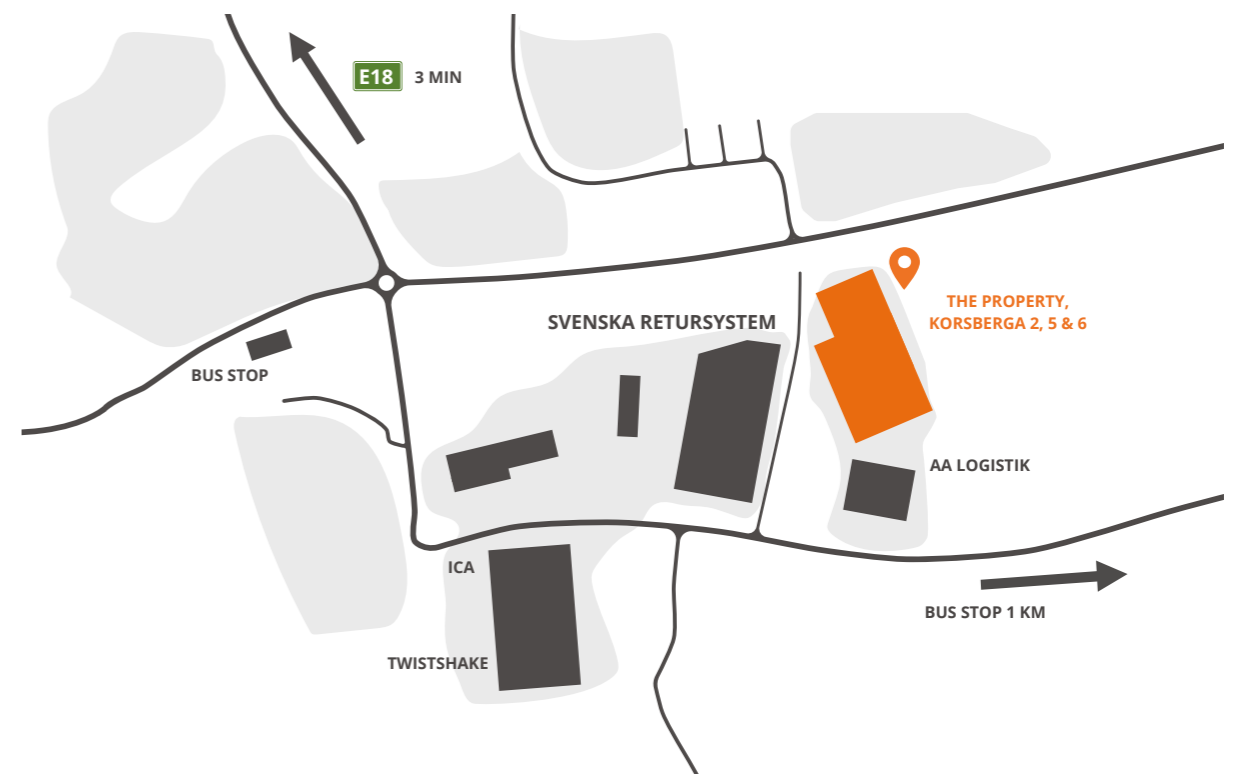 E18 3 MIN
SVENSKA RETURSYSTEM
THE PROPERTY,
KORSBERGA 2, 5 & 6
BUS STOP
AA LOGISTIK
ICA
BUS STOP 1 KM
TWISTSHAKE